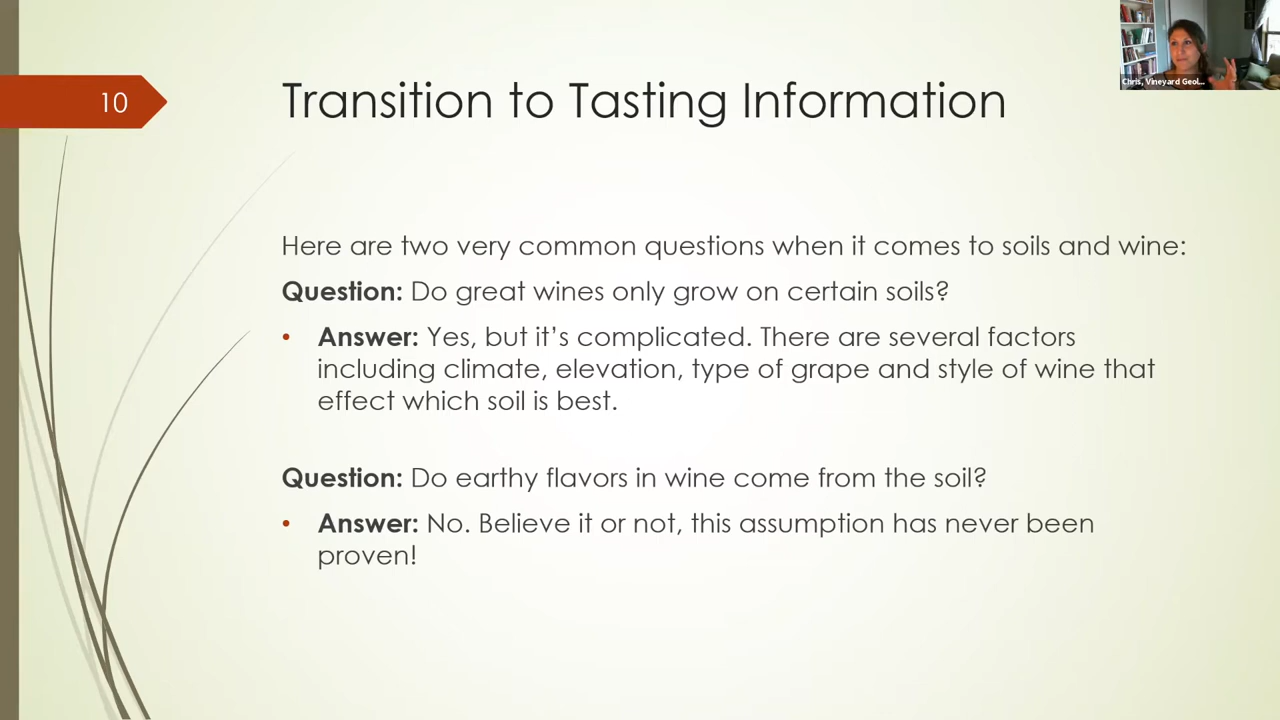 10
Transition to Tasting Information
Chris, Vineyard Geol...
Here are two very common questions when it comes to soils and wine:
Question: Do great wines only grow on certain soils?
• Answer: Yes, but it's complicated. There are several factors
including climate, elevation, type of grape and style of wine that
effect which soil is best.
Question: Do earthy flavors in wine come from the soil?
• Answer: No. Believe it or not, this assumption has never been
proven!